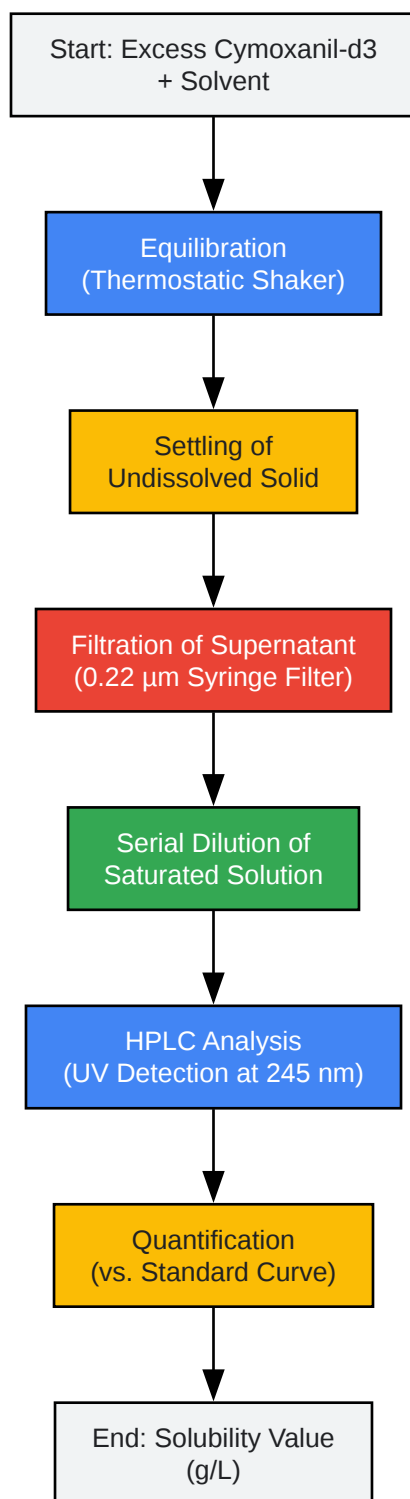 Start: Excess Cymoxanil-d3
+ Solvent
Equilibration
(Thermostatic Shaker)
Settling of
Undissolved Solid
Filtration of Supernatant
(0.22 µm Syringe Filter)
Serial Dilution of
Saturated Solution
HPLC Analysis
(UV Detection at 245 nm)
Quantification
(vs. Standard Curve)
End: Solubility Value
(g/L)